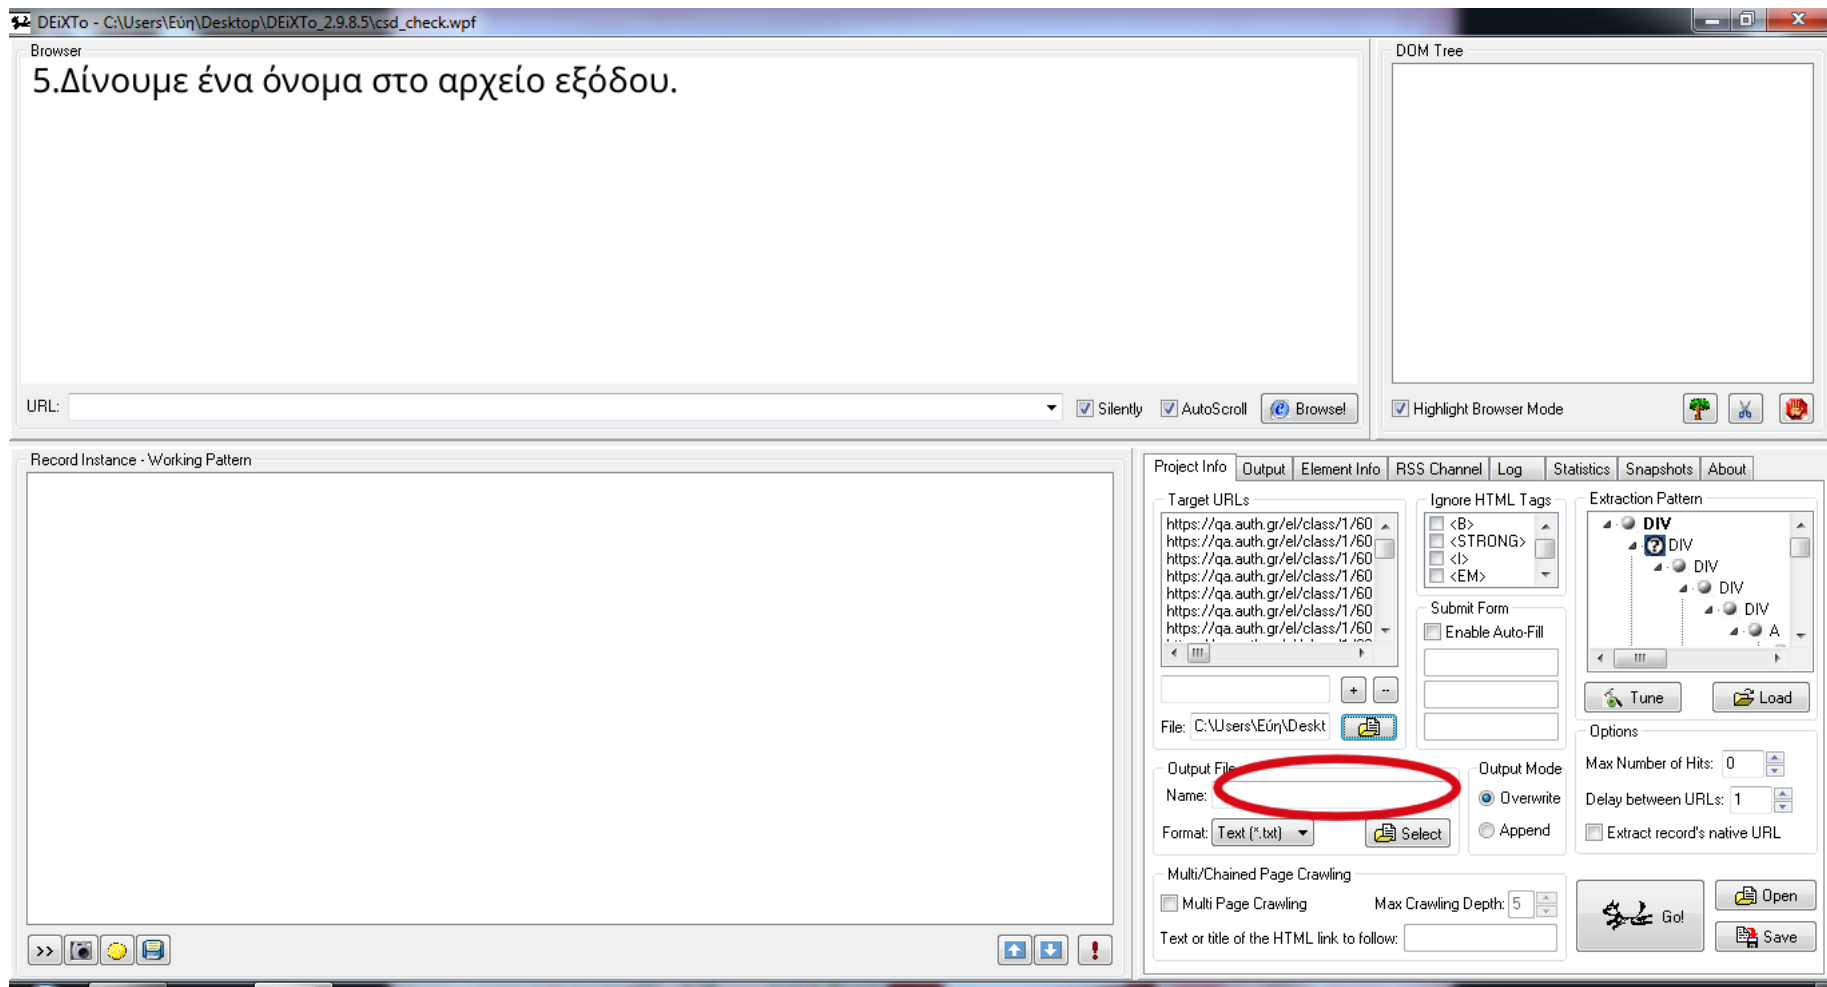 DEiXTo - C:\Users\Εύη\Desktop\DEiXTo_2.9.8.5\csd_check.wpf
Browser
5.Δίνουμε ένα όνομα στο αρχείο εξόδου.
URL:
Silently
AutoScroll
Browse!
DOM Tree
Highlight Browser Mode
Record Instance - Working Pattern
Project Info
Output
Element Info
RSS Channel
Log
Statistics
Snapshots
About
Target URLs
https://qa.auth.gr/el/class/1/60
https://qa.auth.gr/el/class/1/60
https://qa.auth.gr/el/class/1/60
https://qa.auth.gr/el/class/1/60
https://qa.auth.gr/el/class/1/60
https://qa.auth.gr/el/class/1/60
https://qa.auth.gr/el/class/1/60
+
--
File: C:\Users\Εύη\Deskt
Ignore HTML Tags
<B>
<STRONG>
<I>
<EM>
Submit Form
Enable Auto-Fill
Extraction Pattern
DIV
DIV
DIV
DIV
DIV
A
Tune
Load
Output File
Name:
Format: Text (*.txt)
Select
Output Mode
Overwrite
Append
Options
Max Number of Hits: 0
Delay between URLs: 1
Extract record's native URL
Multi/Chained Page Crawling
Multi Page Crawling
Max Crawling Depth: 5
Text or title of the HTML link to follow:
Go!
Open
Save
>>